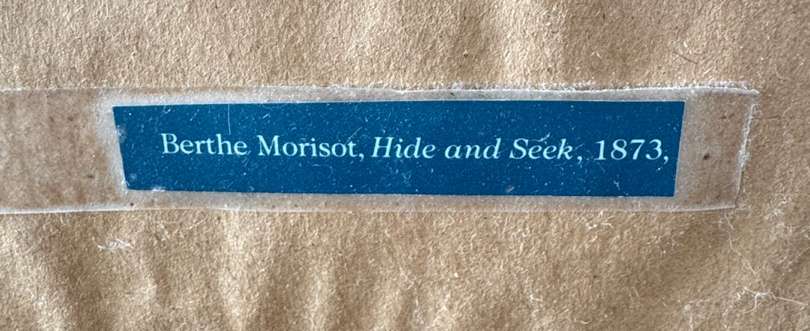 Berthe Morisot, Hide and Seek, 1873,